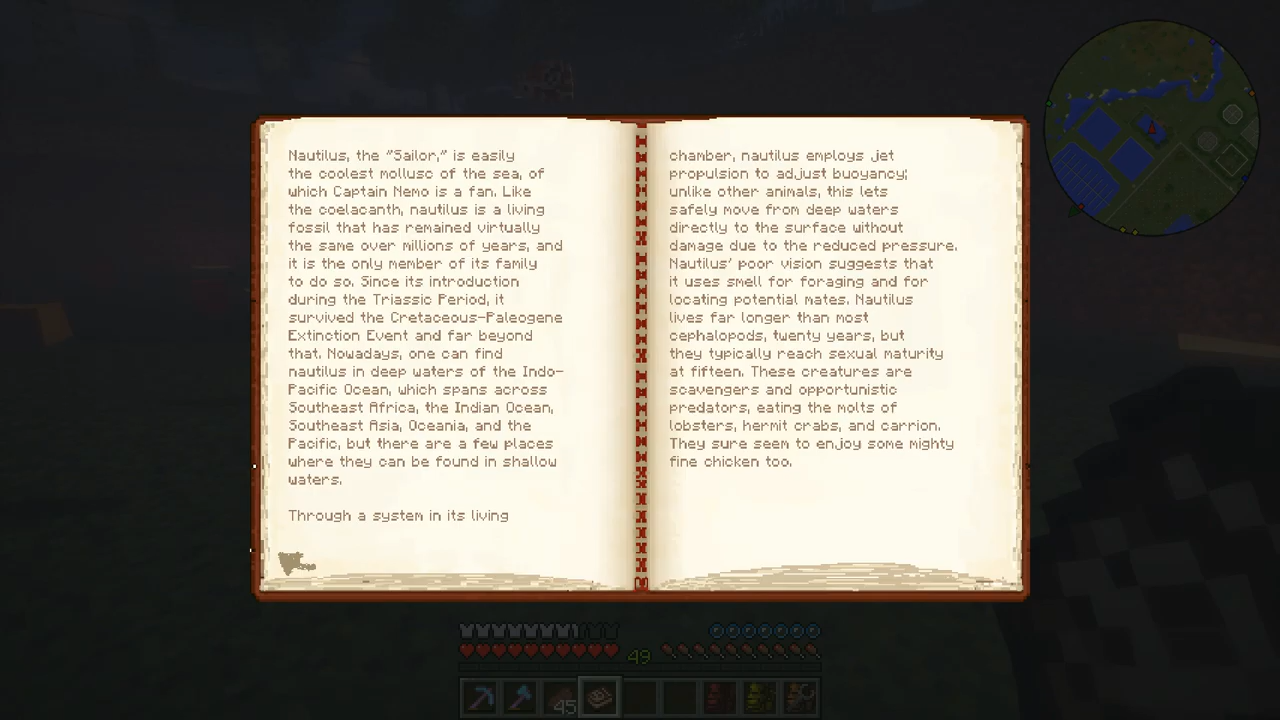 Nautilus, the "Sailor," is easily
the coolest mollusc of the sea, of
which Captain Nemo is a fan. Like
the coelacanth, nautilus is a living
fossil that has remained virtually
the same over millions of years, and
it is the only member of its family
to do so. Since its introduction
during the Triassic Period, it
survived the Cretaceous-Paleogene
Extinction Event and far beyond
that. Nowadays, one can find
nautilus in deep waters of the Indo-
Pacific Ocean, which spans across
Southeast Africa, the Indian Ocean,
Southeast Asia, Oceania, and the
Pacific, but there are a few places
where they can be found in shallow
waters.
Through a system in its living
chamber, nautilus employs jet
propulsion to adjust buoyancy;
unlike other animals, this lets
safely move from deep waters
directly to the surface without
damage due to the reduced pressure.
Nautilus' poor vision suggests that
it uses smell for foraging and for
locating potential mates. Nautilus
lives far longer than most
cephalopods, twenty years, but
they typically reach sexual maturity
at fifteen. These creatures are
scavengers and opportunistic
predators, eating the molts of
lobsters, hermit crabs, and carrion.
They sure seem to enjoy some mighty
fine chicken too.
49
45